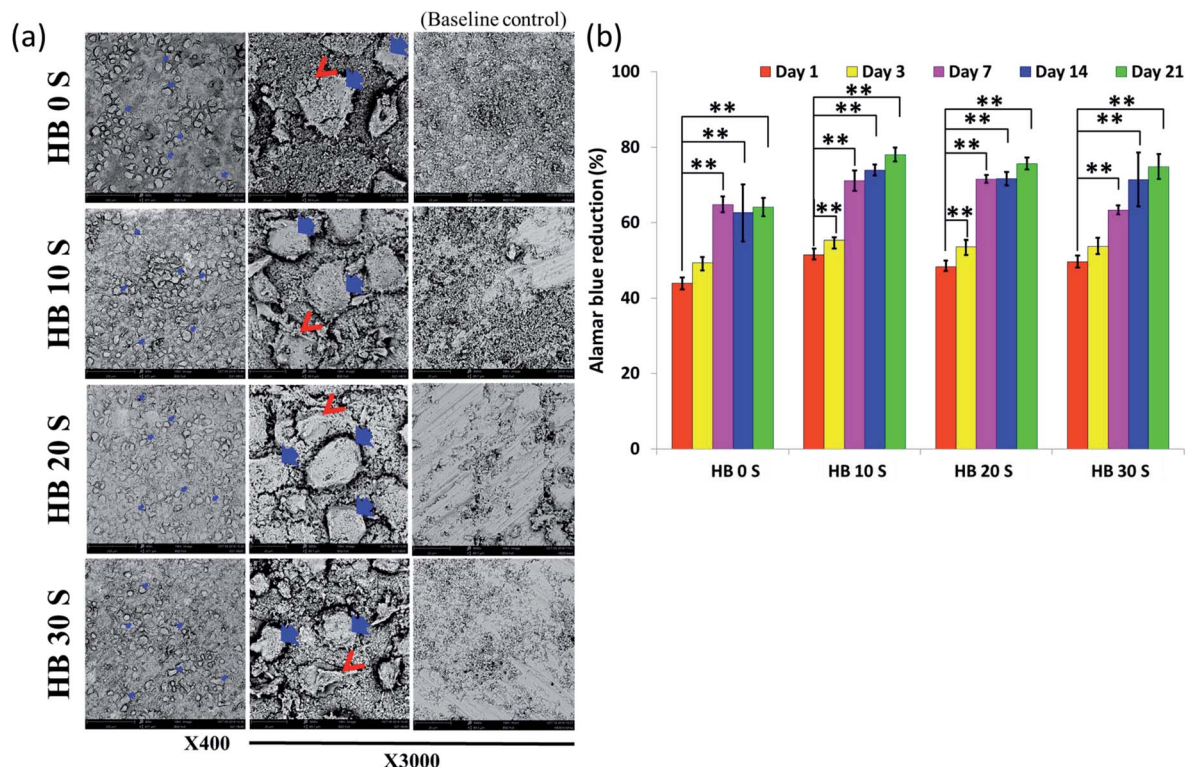 (a)
(Baseline control)
HB 0 S
HB 10 S
HB 20 S
HB 30 S
X400
X3000
(b)
Day 1 Day 3 Day 7 Day 14 Day 21
Alamar blue reduction (%)
100
80
60
40
20
0
** ** **
** ** ** **
** ** ** **
** ** **
HB 0 S HB 10 S HB 20 S HB 30 S